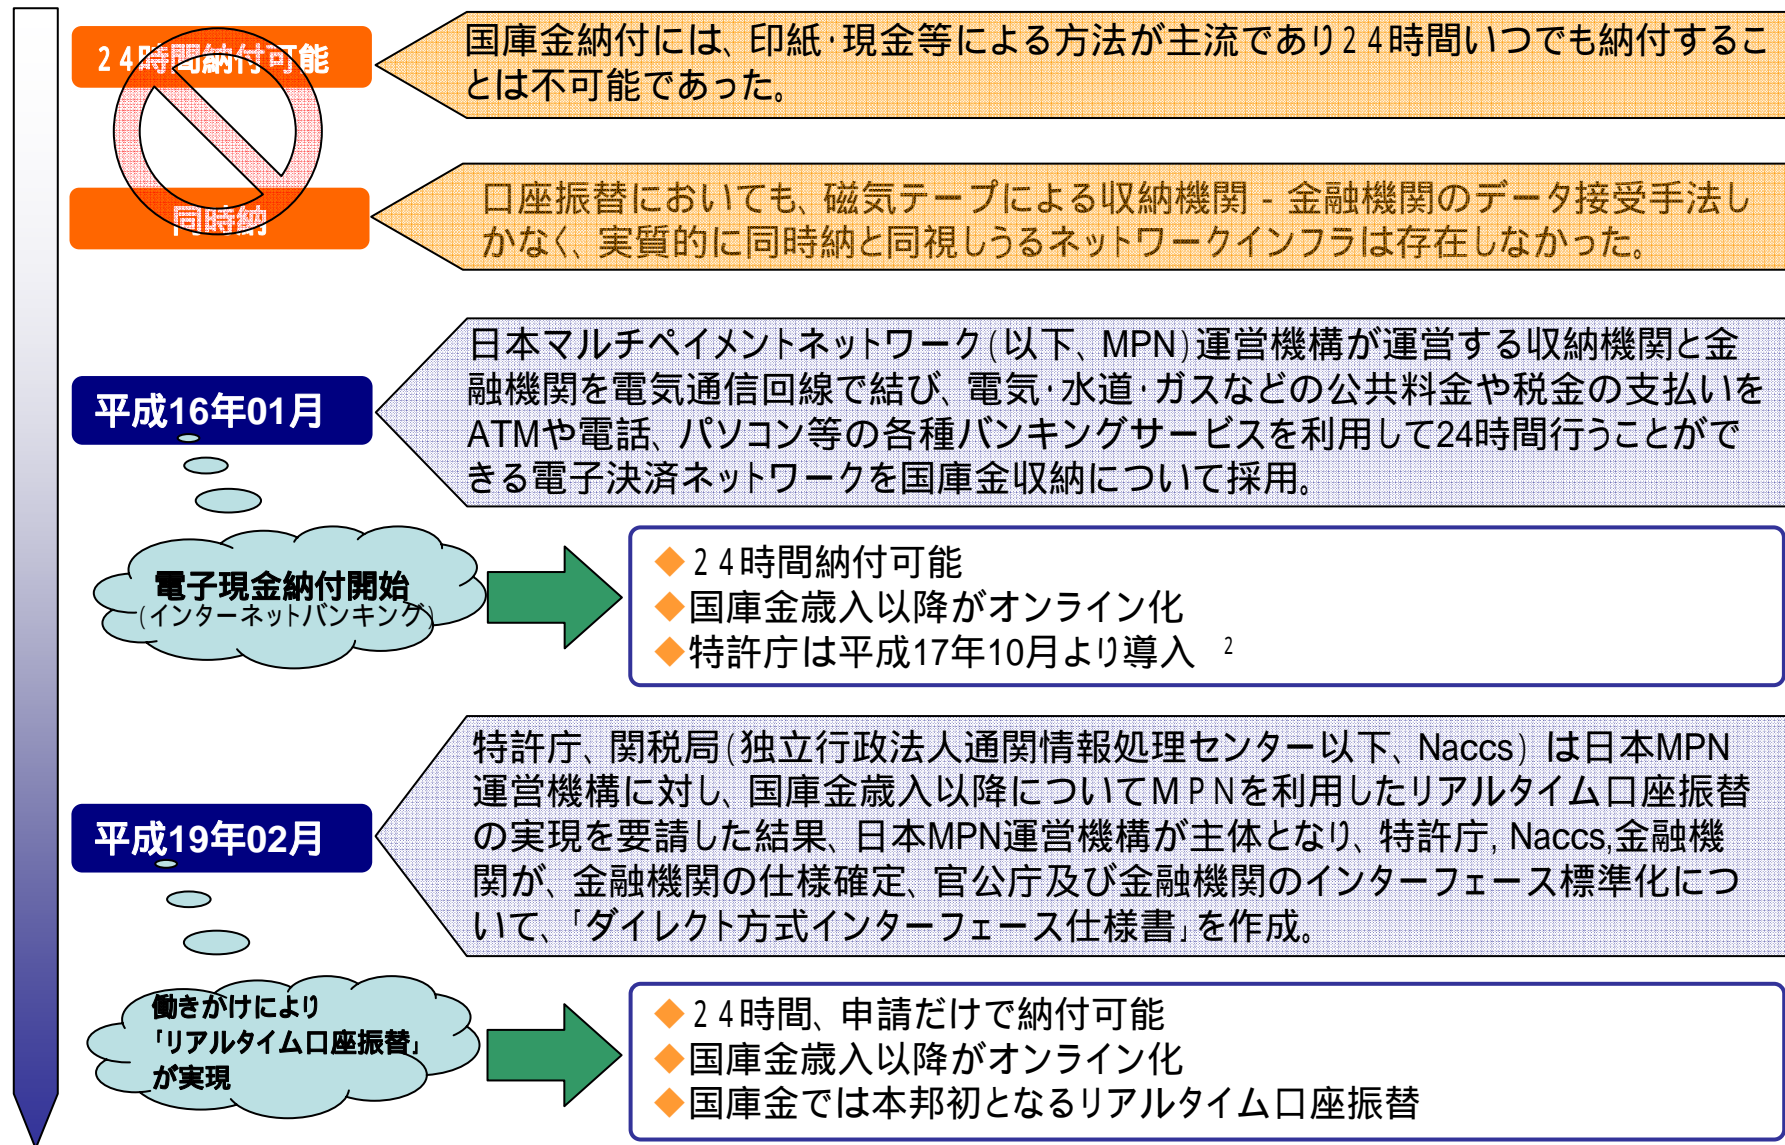 24時間納付可能
国庫金納付には、印紙・現金等による方法が主流であり24時間いつでも納付するこ
とは不可能であった。
同時納
口座振替においても、磁気テープによる収納機関 - 金融機関のデータ接受手法し
かなく、実質的に同時納と同視しうるネットワークインフラは存在しなかった。
平成16年01月
日本マルチペイメントネットワーク(以下、MPN)運営機構が運営する収納機関と金
融機関を電気通信回線で結び、電気・水道・ガスなどの公共料金や税金の支払いを
ATMや電話、パソコン等の各種バンキングサービスを利用して24時間行うことがで
きる電子決済ネットワークを国庫金収納について採用。
電子現金納付開始
(インターネットバンキング)
◆24時間納付可能
◆国庫金歳入以降がオンライン化
◆特許庁は平成17年10月より導入 2
平成19年02月
特許庁、関税局(独立行政法人通関情報処理センター以下、Naccs) は日本MPN
運営機構に対し、国庫金歳入以降についてMPNを利用したリアルタイム口座振替
の実現を要請した結果、日本MPN運営機構が主体となり、特許庁, Naccs,金融機
関が、金融機関の仕様確定、官公庁及び金融機関のインターフェース標準化につ
いて、「ダイレクト方式インターフェース仕様書」を作成。
働きかけにより
「リアルタイム口座振替」
が実現
◆24時間、申請だけで納付可能
◆国庫金歳入以降がオンライン化
◆国庫金では本邦初となるリアルタイム口座振替